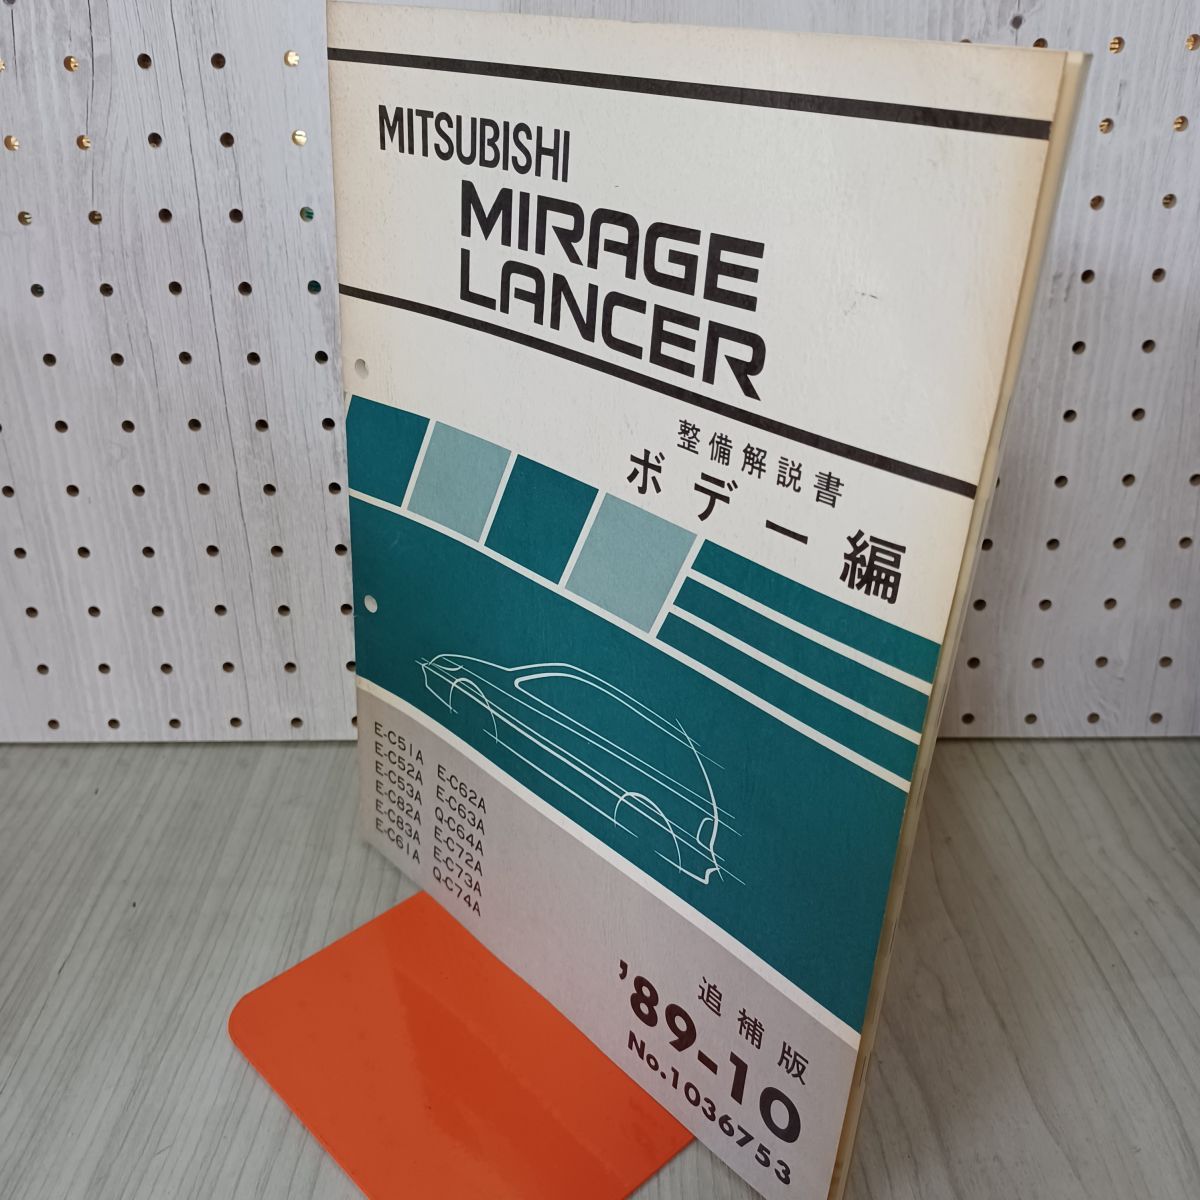 MITSUBISHI
MIRAGE
LANCER
整備解説書
ボデー編
E-C51A
E-C52A
E-C53A
E-C82A
E-C83A
E-C61A
E-C62A
E-C63A
Q-C64A
E-C72A
E-C73A
Q-C74A
追補版
'89-10
No.1036753